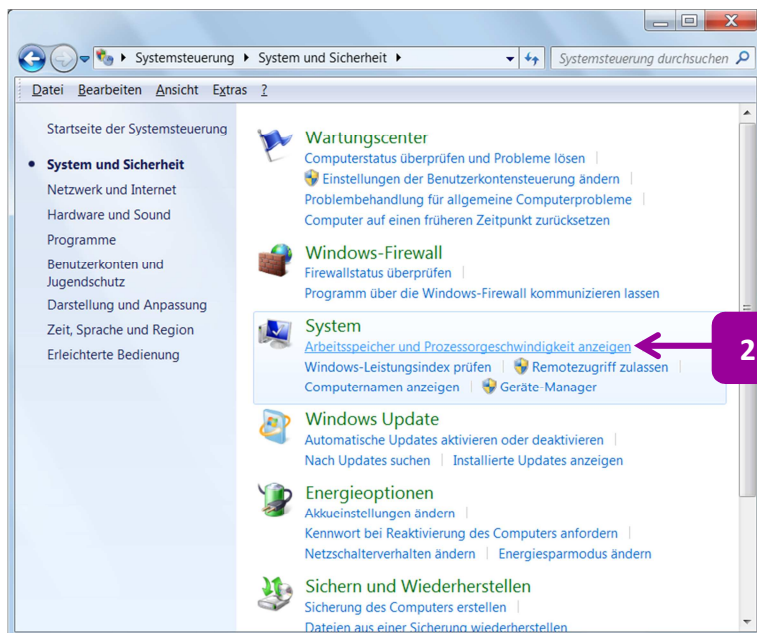 Systemsteuerung System und Sicherheit
Systemsteuerung durchsuchen
Datei Bearbeiten Ansicht Extras ?
Startseite der Systemsteuerung
System und Sicherheit
Netzwerk und Internet
Hardware und Sound
Programme
Benutzerkonten und
Jugendschutz
Darstellung und Anpassung
Zeit, Sprache und Region
Erleichterte Bedienung
Wartungscenter
Computerstatus überprüfen und Probleme lösen
Einstellungen der Benutzerkontensteuerung ändern
Problembehandlung für allgemeine Computerprobleme
Computer auf einen früheren Zeitpunkt zurücksetzen
Windows-Firewall
Firewallstatus überprüfen
Programm über die Windows-Firewall kommunizieren lassen
System
Arbeitsspeicher und Prozessorgeschwindigkeit anzeigen
2
Windows-Leistungsindex prüfen Remotezugriff zulassen
Computernamen anzeigen Geräte-Manager
Windows Update
Automatische Updates aktivieren oder deaktivieren
Nach Updates suchen Installierte Updates anzeigen
Energieoptionen
Akkueinstellungen ändern
Kennwort bei Reaktivierung des Computers anfordern
Netzschalterverhalten ändern Energiesparmodus ändern
Sichern und Wiederherstellen
Sicherung des Computers erstellen
Dateien aus einer Sicherung wiederherstellen